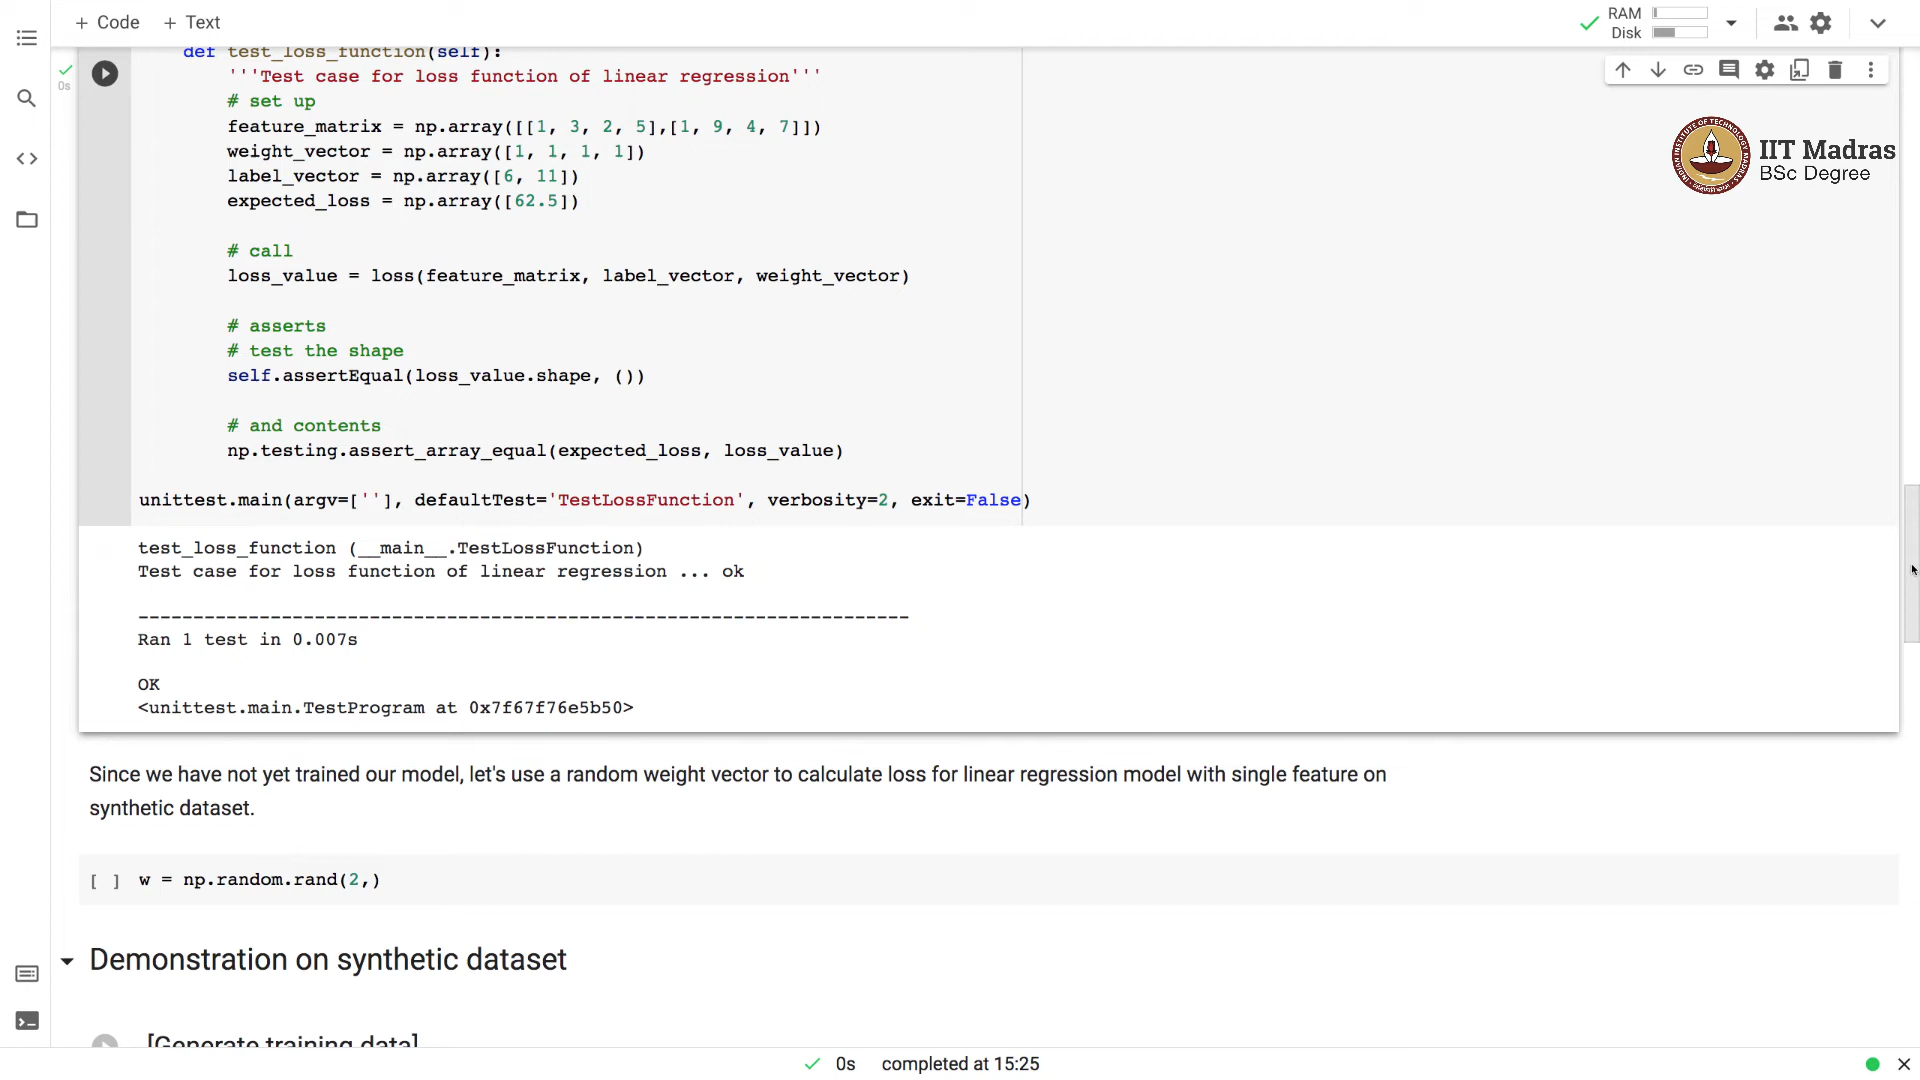 + Code + Text
RAM
Disk
def test_loss_function(self):
0s
'''Test case for loss function of linear regression'''
# set up
feature_matrix = np.array([[1, 3, 2, 5],[1, 9, 4, 7]])
weight_vector = np.array([1, 1, 1, 1])
label_vector = np.array([6, 11])
expected_loss = np.array([62.5])
IIT Madras
BSc Degree
# call
loss_value = loss(feature_matrix, label_vector, weight_vector)
# asserts
# test the shape
self.assertEqual(loss_value.shape, ())
# and contents
np.testing.assert_array_equal(expected_loss, loss_value)
unittest.main(argv=[''], defaultTest='TestLossFunction', verbosity=2, exit=False)
test_loss_function (__main__.TestLossFunction)
Test case for loss function of linear regression ... ok
----------------------------------------------------------------------
Ran 1 test in 0.007s
OK
<unittest.main.TestProgram at 0x7f67f76e5b50>
Since we have not yet trained our model, let's use a random weight vector to calculate loss for linear regression model with single feature on
synthetic dataset.
[ ] w = np.random.rand(2,)
Demonstration on synthetic dataset
[Generate training data]
0s completed at 15:25